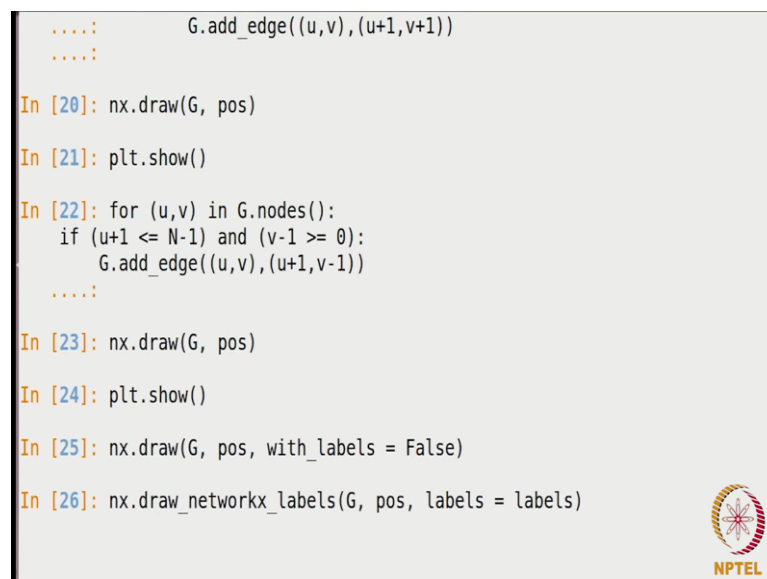 ....:             G.add_edge((u,v),(u+1,v+1))
....:
In [20]: nx.draw(G, pos)
In [21]: plt.show()
In [22]: for (u,v) in G.nodes():
    if (u+1 <= N-1) and (v-1 >= 0):
        G.add_edge((u,v),(u+1,v-1))
....:
In [23]: nx.draw(G, pos)
In [24]: plt.show()
In [25]: nx.draw(G, pos, with_labels = False)
In [26]: nx.draw_networkx_labels(G, pos, labels = labels)
NPTEL